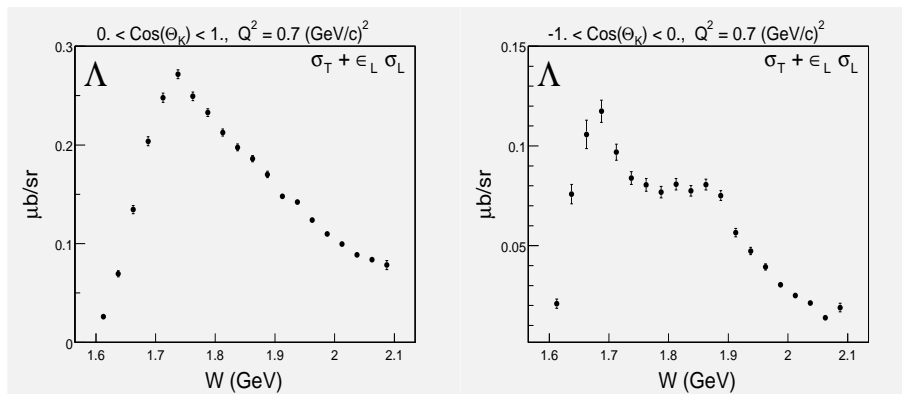 0. < Cos(Θ_K) < 1., Q² = 0.7 (GeV/c)²
Λ
σ_T + ϵ_L σ_L
0.3
0.2
0.1
0
μb/sr
1.6 1.7 1.8 1.9 2 2.1
W (GeV)
-1. < Cos(Θ_K) < 0., Q² = 0.7 (GeV/c)²
Λ
σ_T + ϵ_L σ_L
0.15
0.1
0.05
μb/sr
1.6 1.7 1.8 1.9 2 2.1
W (GeV)